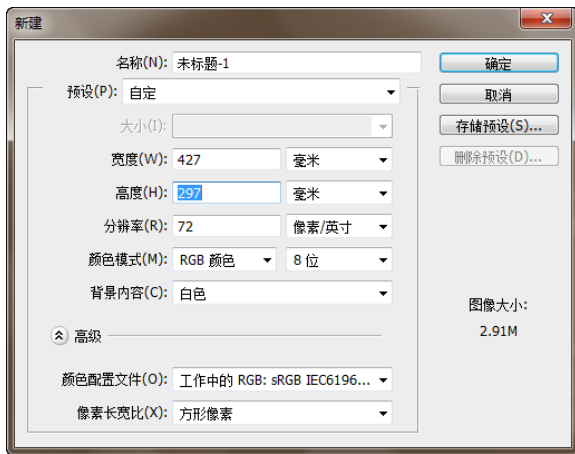 新建
名称(N): 未标题-1
确定
预设(P): 自定
取消
大小(I):
存储预设(S)...
宽度(W): 427 毫米
删除预设(D)...
高度(H): 297 毫米
分辨率(R): 72 像素/英寸
颜色模式(M): RGB 颜色 8 位
背景内容(C): 白色
图像大小:
2.91M
高级
颜色配置文件(O): 工作中的 RGB: sRGB IEC6196...
像素长宽比(X): 方形像素